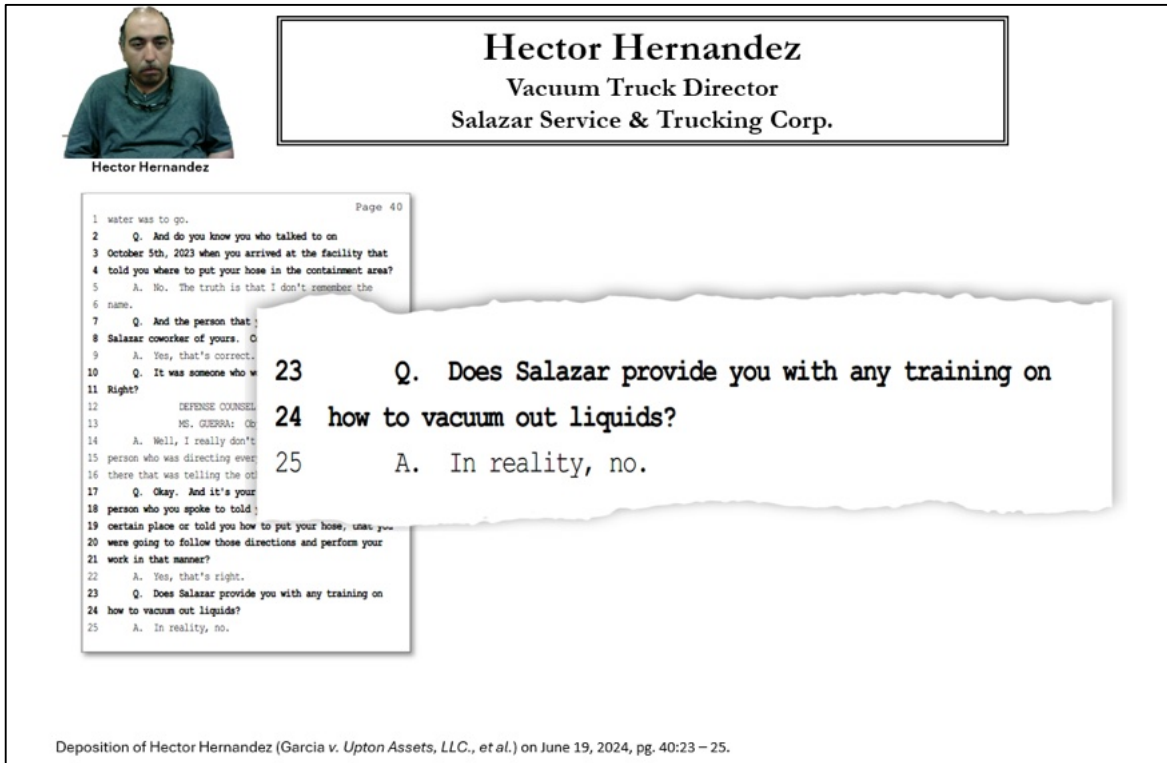 Hector Hernandez
Vacuum Truck Director
Salazar Service & Trucking Corp.
Hector Hernandez
Page 40
1 water was to go.
2 Q. And do you know you who talked to on
3 October 5th, 2023 when you arrived at the facility that
4 told you where to put your hose in the containment area?
5 A. No. The truth is that I don't remember the
6 name.
7 Q. And the person that
8 Salazar coworker of yours.
9 A. Yes, that's correct.
10 Q. It was someone who
11 Right?
12 DEFENSE COUNSEL
13 MS. GUERRA:
14 A. Well, I really don't
15 person who was directing
16 there that was telling the
17 Q. Okay. And it's your
18 person who you spoke to told
19 certain place or told you how to put your hose, that you
20 were going to follow those directions and perform your
21 work in that manner?
22 A. Yes, that's right.
23 Q. Does Salazar provide you with any training on
24 how to vacuum out liquids?
25 A. In reality, no.
23 Q. Does Salazar provide you with any training on
24 how to vacuum out liquids?
25 A. In reality, no.
Deposition of Hector Hernandez (Garcia v. Upton Assets, LLC., et al.) on June 19, 2024, pg. 40:23 – 25.